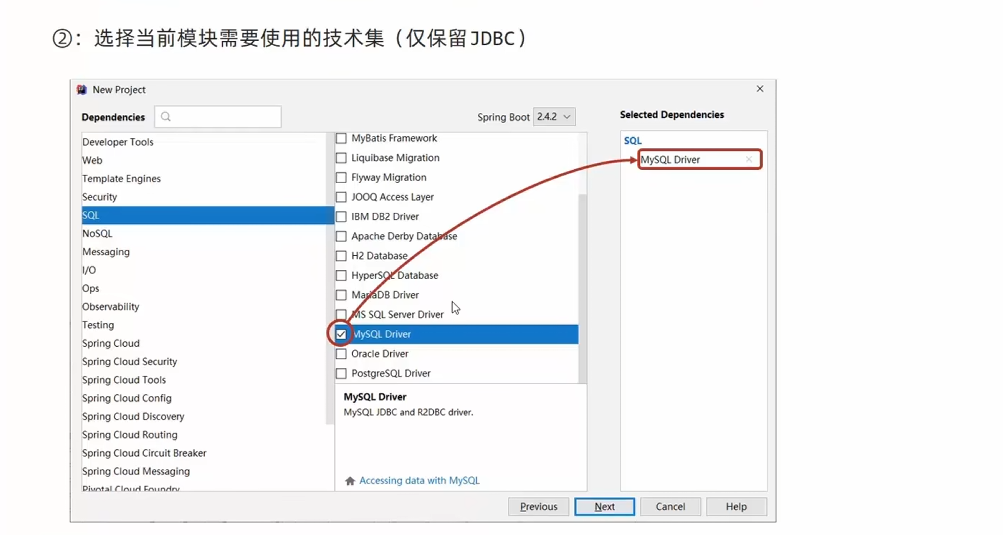 ②：选择当前模块需要使用的技术集（仅保留JDBC）
New Project
Dependencies
Spring Boot 2.4.2
Selected Dependencies
Developer Tools
Web
Template Engines
Security
SQL
NoSQL
Messaging
I/O
Ops
Observability
Testing
Spring Cloud
Spring Cloud Security
Spring Cloud Tools
Spring Cloud Config
Spring Cloud Discovery
Spring Cloud Routing
Spring Cloud Circuit Breaker
Spring Cloud Messaging
Pivotal Cloud Foundry
MyBatis Framework
Liquibase Migration
Flyway Migration
JOOQ Access Layer
IBM DB2 Driver
Apache Derby Database
H2 Database
HyperSQL Database
MariaDB Driver
MS SQL Server Driver
MySQL Driver
Oracle Driver
PostgreSQL Driver
MySQL Driver
MySQL JDBC and R2DBC driver.
Accessing data with MySQL
SQL
MySQL Driver
Previous
Next
Cancel
Help